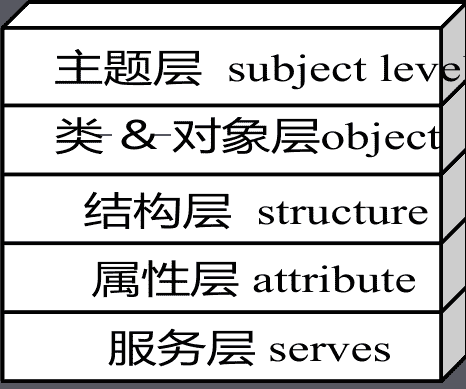 主题层 subject level
类-&-对象层object
结构层 structure
属性层 attribute
服务层 serves